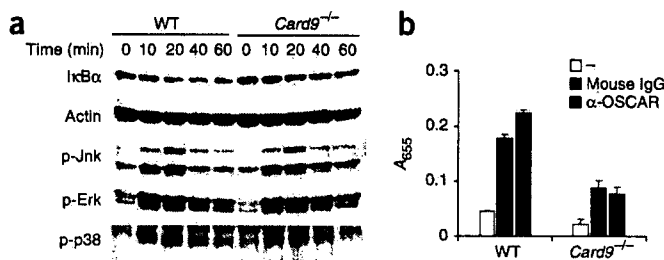 a
WT Card9⁻/⁻
Time (min) 0 10 20 40 60 0 10 20 40 60
IκBα
Actin
p-Jnk
p-Erk
p-p38
b
–
Mouse IgG
α-OSCAR
0.3
0.2
0.1
0
A655
WT Card9⁻/⁻